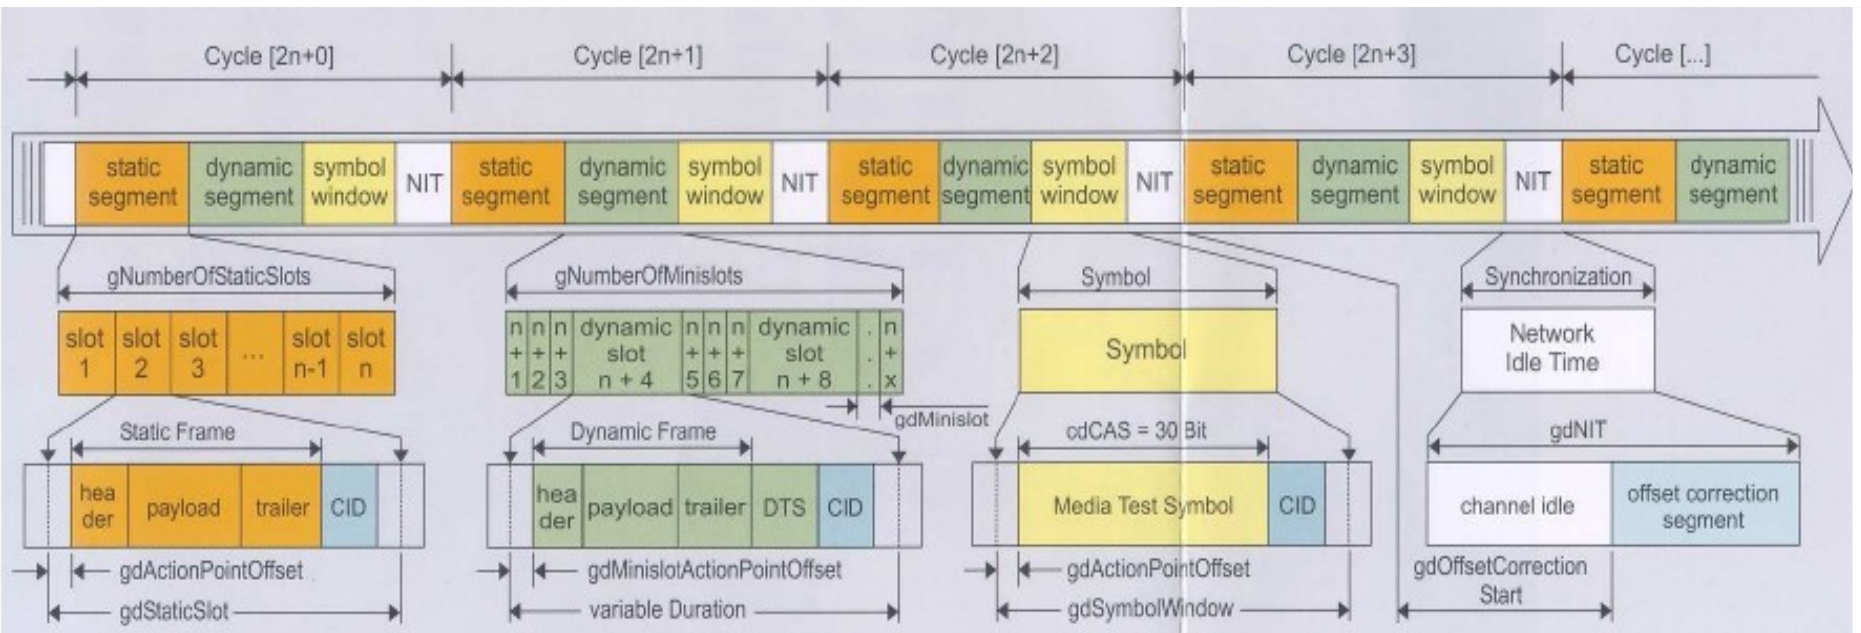 Cycle [2n+0]
Cycle [2n+1]
Cycle [2n+2]
Cycle [2n+3]
Cycle [...]
static
segment
dynamic
segment
symbol
window
NIT
static
segment
dynamic
segment
symbol
window
NIT
static
segment
dynamic
segment
symbol
window
NIT
static
segment
dynamic
segment
symbol
window
NIT
static
segment
dynamic
segment
gNumberOfStaticSlots
slot
1
slot
2
slot
3
...
slot
n-1
slot
n
Static Frame
hea
der
payload
trailer
CID
gdActionPointOffset
gdStaticSlot
gNumberOfMinislots
n
+
1
n
+
2
n
+
3
dynamic
slot
n + 4
n
+
5
n
+
6
n
+
7
dynamic
slot
n + 8
.
.
.
n
+
x
gdMinislot
Dynamic Frame
hea
der
payload
trailer
DTS
CID
gdMinislotActionPointOffset
variable Duration
Symbol
Symbol
cdCAS = 30 Bit
Media Test Symbol
CID
gdActionPointOffset
gdSymbolWindow
Synchronization
Network
Idle Time
gdNIT
channel idle
offset correction
segment
gdOffsetCorrection
Start